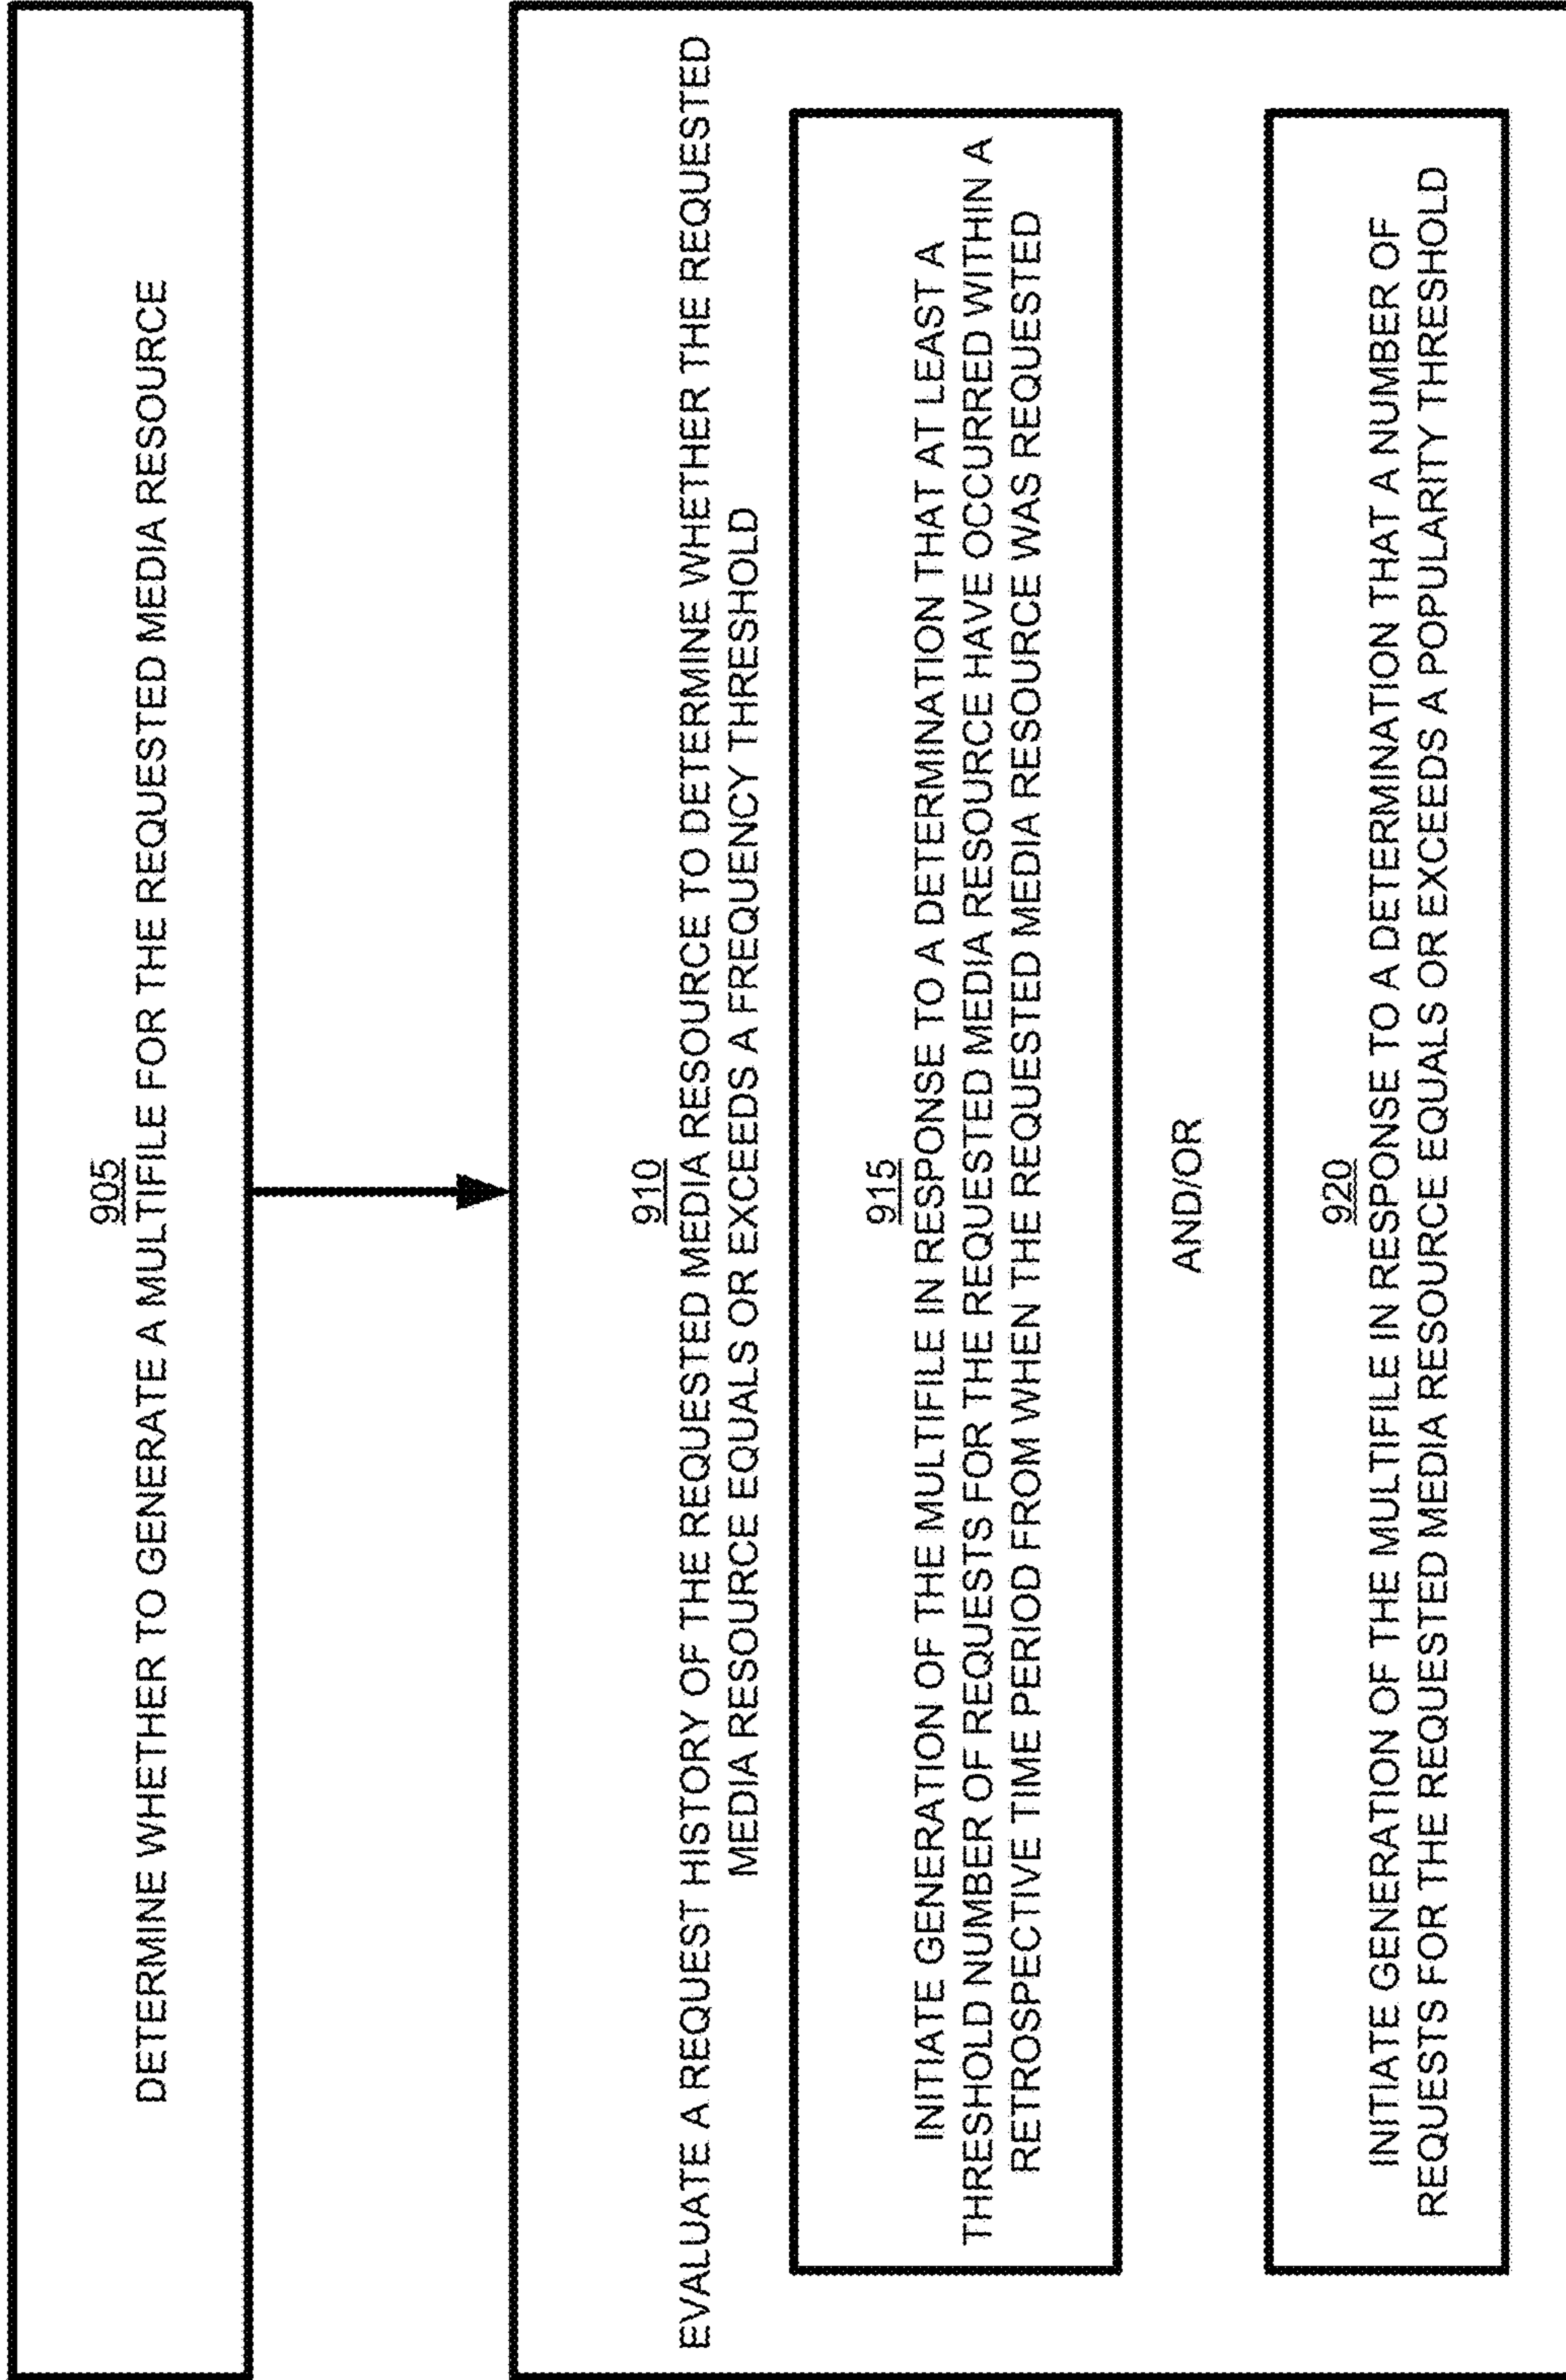 905
DETERMINE WHETHER TO GENERATE A MULTIFILE FOR THE REQUESTED MEDIA RESOURCE
910
EVALUATE A REQUEST HISTORY OF THE REQUESTED MEDIA RESOURCE TO DETERMINE WHETHER THE REQUESTED
MEDIA RESOURCE EQUALS OR EXCEEDS A FREQUENCY THRESHOLD
915
INITIATE GENERATION OF THE MULTIFILE IN RESPONSE TO A DETERMINATION THAT AT LEAST A
THRESHOLD NUMBER OF REQUESTS FOR THE REQUESTED MEDIA RESOURCE HAVE OCCURRED WITHIN A
RETROSPECTIVE TIME PERIOD FROM WHEN THE REQUESTED MEDIA RESOURCE WAS REQUESTED
AND/OR
920
INITIATE GENERATION OF THE MULTIFILE IN RESPONSE TO A DETERMINATION THAT A NUMBER OF
REQUESTS FOR THE REQUESTED MEDIA RESOURCE EQUALS OR EXCEEDS A POPULARITY THRESHOLD